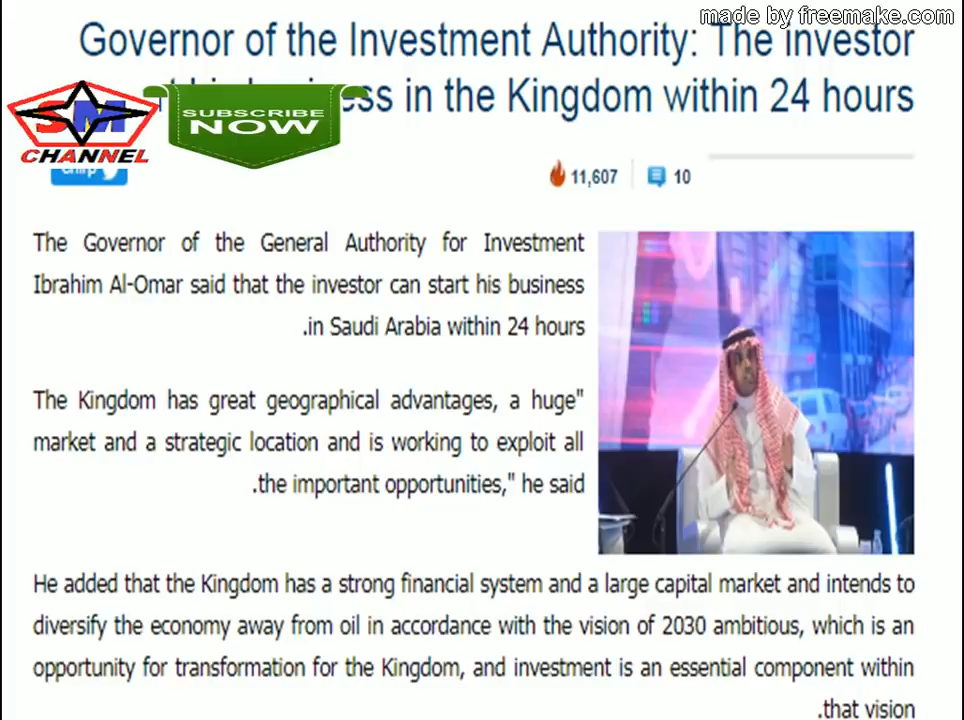 made by freemake.com
Governor of the Investment Authority: The investor
in the Kingdom within 24 hours
SM
CHANNEL
SUBSCRIBE
NOW
11,607
10
The Governor of the General Authority for Investment
Ibrahim Al-Omar said that the investor can start his business
.in Saudi Arabia within 24 hours
The Kingdom has great geographical advantages, a huge"
market and a strategic location and is working to exploit all
.the important opportunities," he said
He added that the Kingdom has a strong financial system and a large capital market and intends to
diversify the economy away from oil in accordance with the vision of 2030 ambitious, which is an
opportunity for transformation for the Kingdom, and investment is an essential component within
.that vision